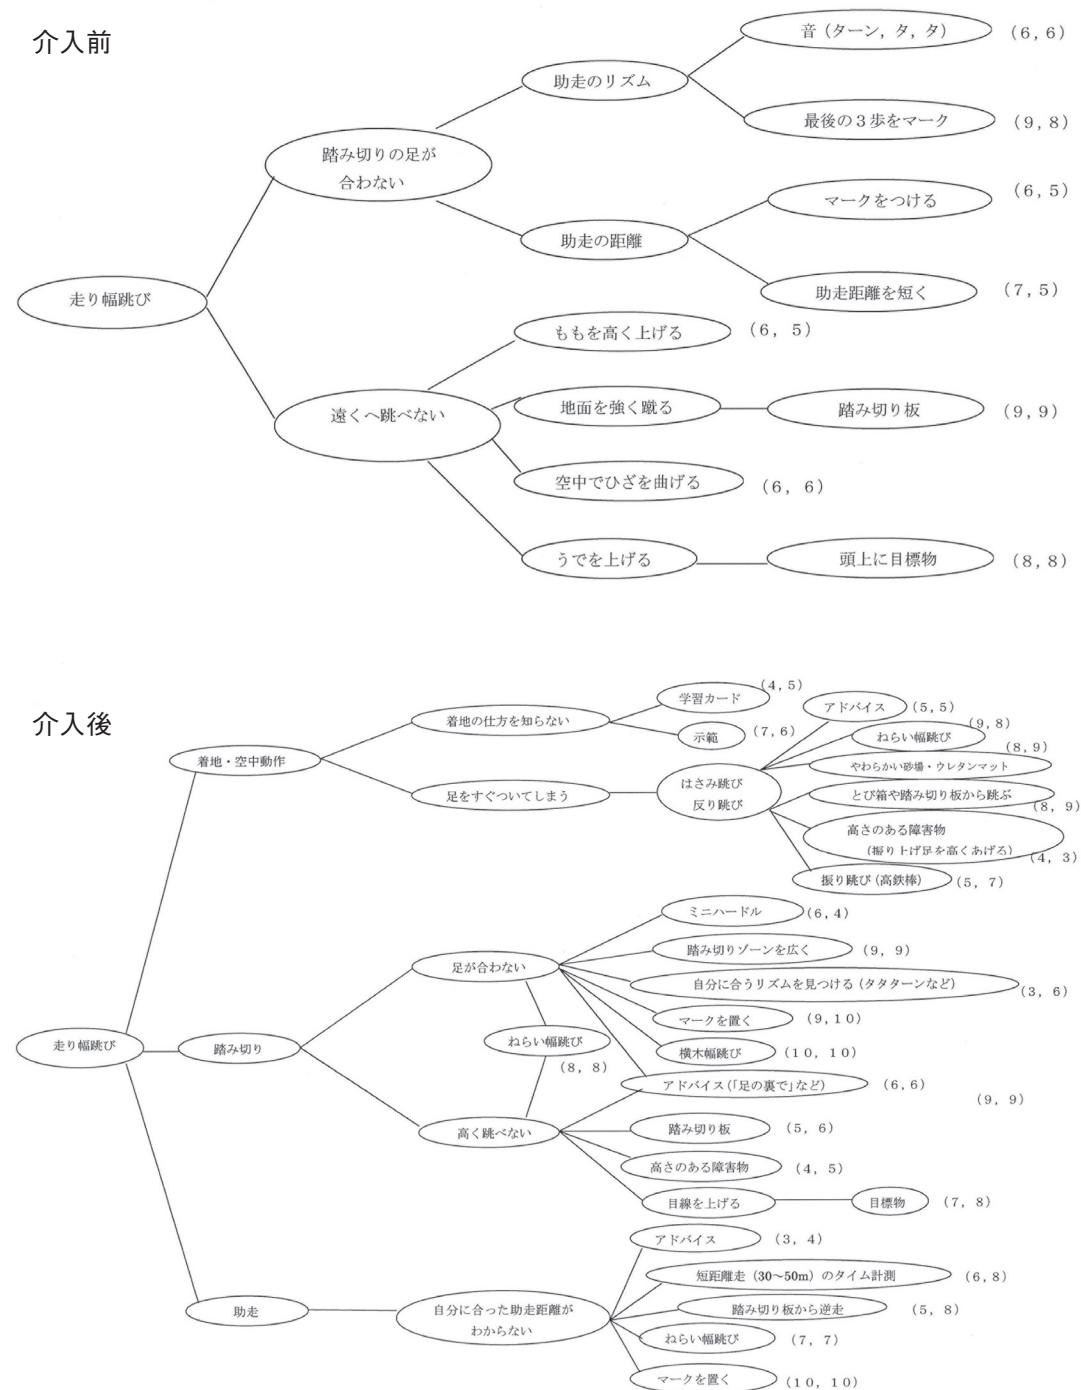 介入前
音（ターン，タ，タ）
（6,6）
助走のリズム
最後の３歩をマーク
（9,8）
踏み切りの足が
合わない
マークをつける
（6,5）
助走の距離
助走距離を短く
（7,5）
走り幅跳び
ももを高く上げる
（6，5）
遠くへ跳べない
地面を強く蹴る
踏み切り板
（9,9）
空中でひざを曲げる
（6，6）
うでを上げる
頭上に目標物
（8,8）
介入後
着地・空中動作
着地の仕方を知らない
学習カード
（4,5）
示範
（7,6）
足をすぐついてしまう
はさみ跳び
反り跳び
アドバイス
（5,5）
ねらい幅跳び
（9,8）
やわらかい砂場・ウレタンマット
（8,9）
とび箱や踏み切り板から跳ぶ
（8，9）
高さのある障害物
（振り上げ足を高くあげる）
（4，3）
振り跳び（高鉄棒）
（5，7）
走り幅跳び
踏み切り
足が合わない
ミニハードル
（6,4）
踏み切りゾーンを広く
（9，9）
自分に合うリズムを見つける（タタターンなど）
（3，6）
マークを置く
（9,10）
横木幅跳び
（10，10）
ねらい幅跳び
（8，8）
アドバイス（「足の裏で」など）
（6,6）
（9，9）
高く跳べない
踏み切り板
（5，6）
高さのある障害物
（4，5）
目線を上げる
目標物
（7，8）
助走
自分に合った助走距離が
わからない
アドバイス
（3，4）
短距離走（30〜50m）のタイム計測
（6,8）
踏み切り板から逆走
（5，8）
ねらい幅跳び
（7，7）
マークを置く
（10，10）